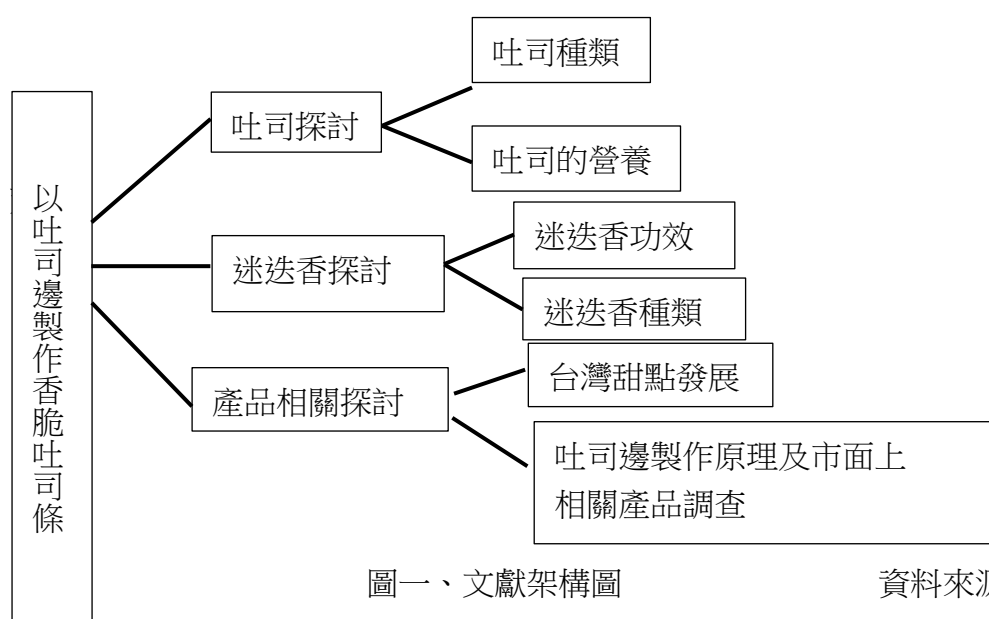 以吐司邊製作香脆吐司條
吐司探討
吐司種類
吐司的營養
迷迭香探討
迷迭香功效
迷迭香種類
產品相關探討
台灣甜點發展
吐司邊製作原理及市面上
相關產品調查
圖一、文獻架構圖
資料來